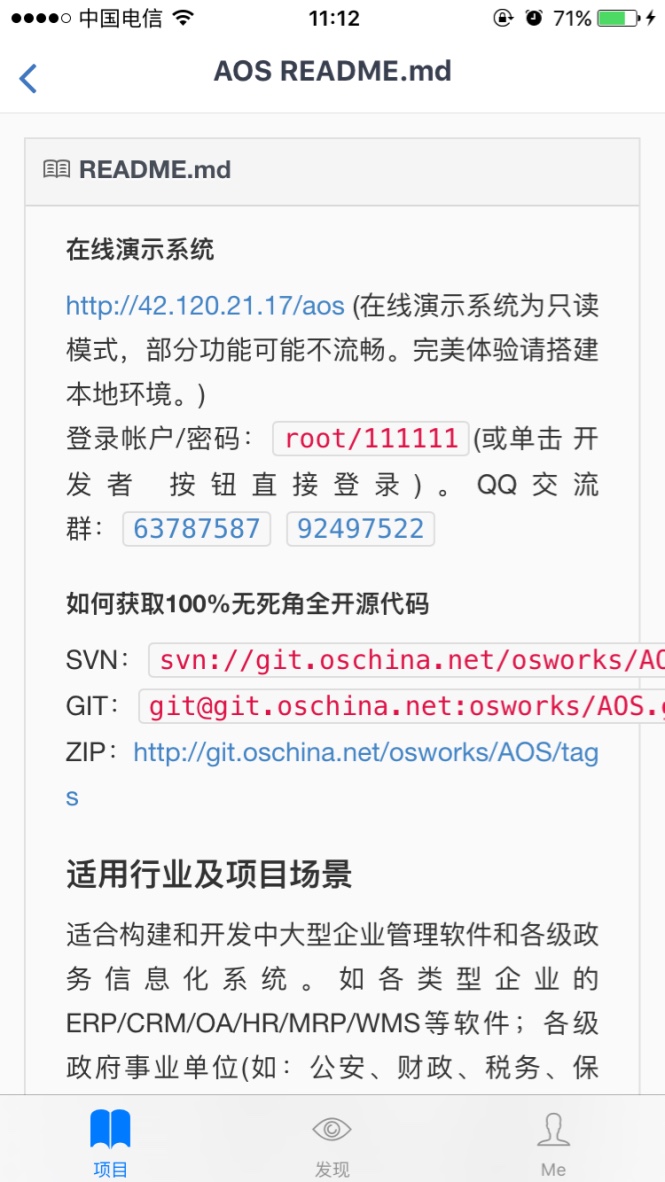 中国电信 11:12 71%
AOS README.md
README.md
在线演示系统
http://42.120.21.17/aos (在线演示系统为只读
模式，部分功能可能不流畅。完美体验请搭建
本地环境。)
登录帐户/密码： root/111111 (或单击 开
发者 按钮直接登录)。QQ交流
群： 63787587 92497522
如何获取100%无死角全开源代码
SVN： svn://git.oschina.net/osworks/AO
GIT： git@git.oschina.net:osworks/AOS.g
ZIP： http://git.oschina.net/osworks/AOS/tag
s
适用行业及项目场景
适合构建和开发中大型企业管理软件和各级政
务信息化系统。如各类型企业的
ERP/CRM/OA/HR/MRP/WMS等软件；各级
政府事业单位(如：公安、财政、税务、保
项目 发现 Me